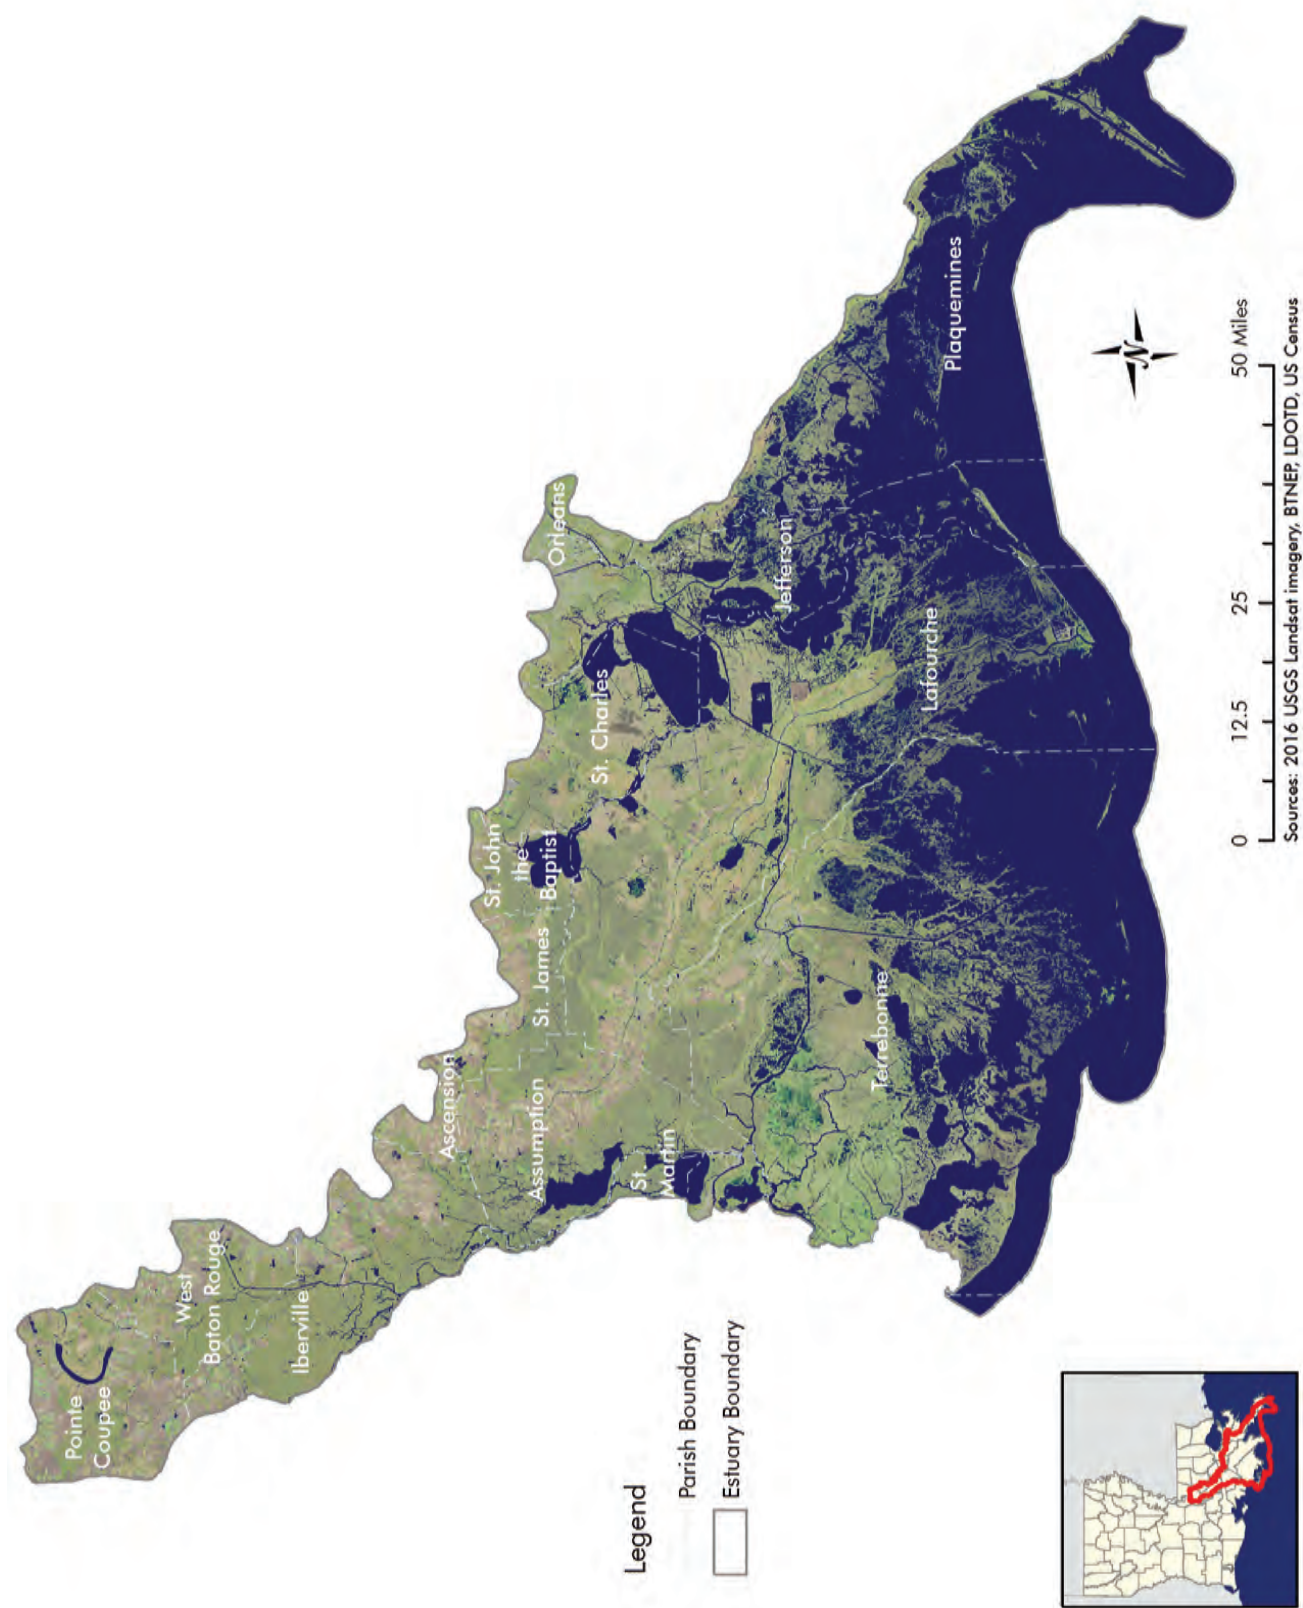 Pointe
Coupee
West
Baton Rouge
Iberville
Ascension
Assumption
St. James
St. John
the
Baptist
St.
Martin
St. Charles
Orleans
Jefferson
Terrebonne
Lafourche
Plaquemines
N
Legend
Parish Boundary
Estuary Boundary
0 12.5 25 50 Miles
Sources: 2016 USGS Landsat imagery, BTNEP, LDOTD, US Census